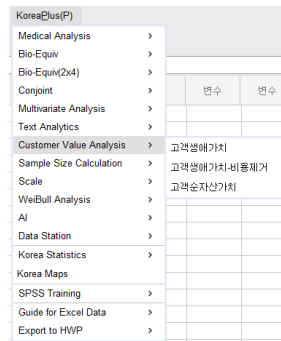 KoreaPlus(P)
Medical Analysis
Bio-Equiv
Bio-Equiv(2x4)
Conjoint
변수
변수
Multivariate Analysis
Text Analytics
Customer Value Analysis
고객생애가치
Sample Size Calculation
고객생애가치-비용제거
Scale
고객순자산가치
WeiBull Analysis
AI
Data Station
Korea Statistics
Korea Maps
SPSS Training
Guide for Excel Data
Export to HWP